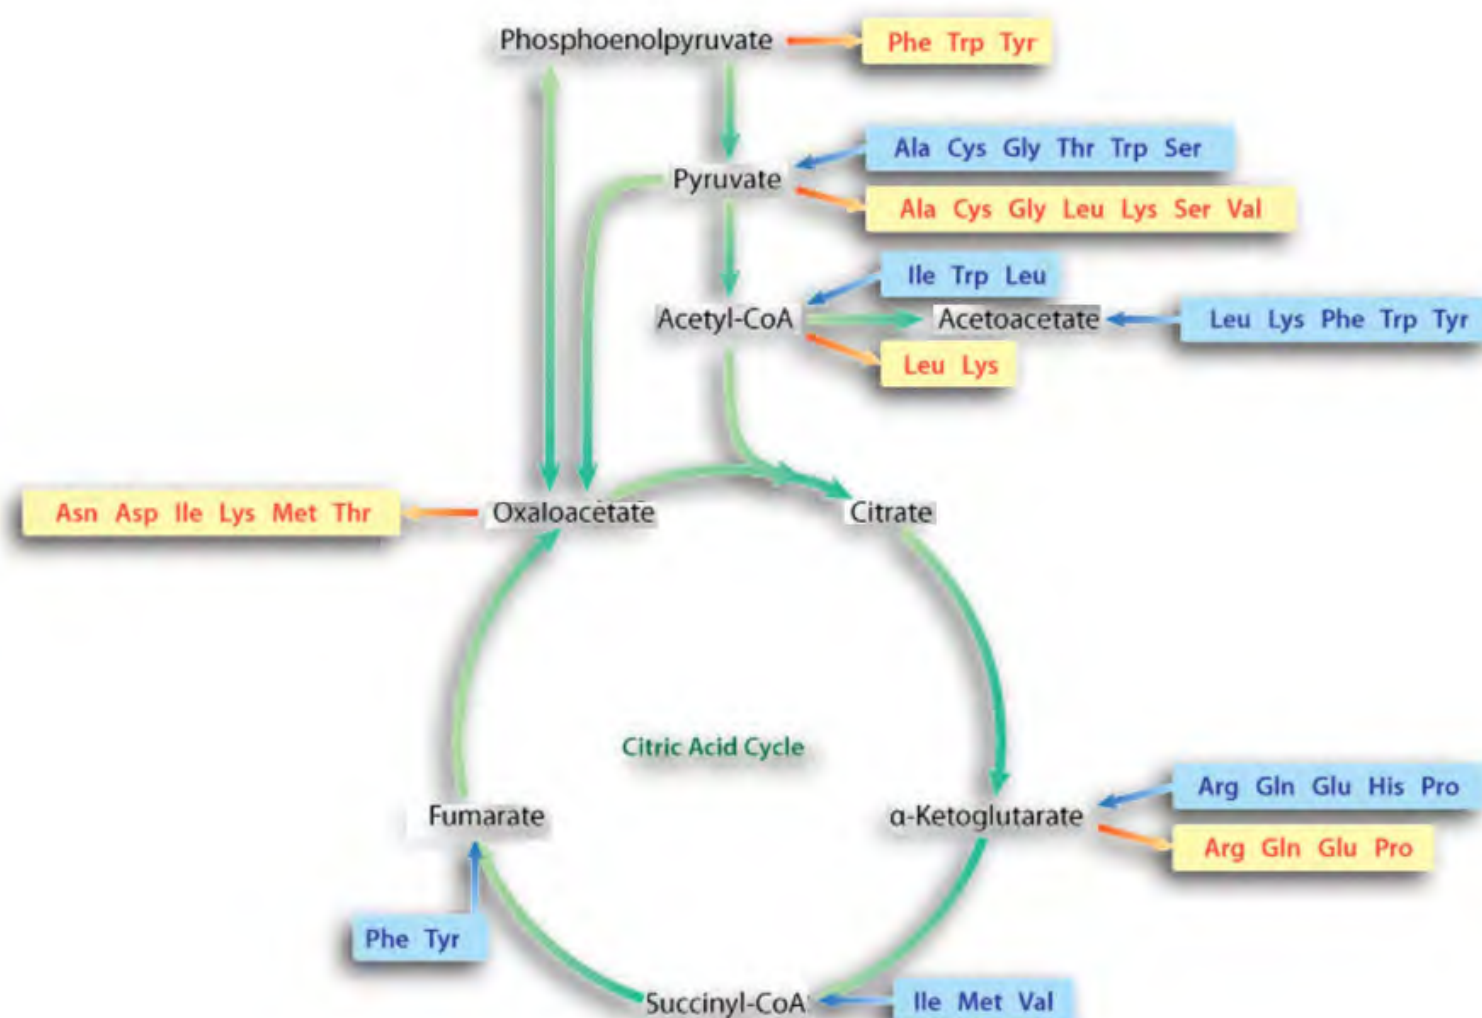 Phosphoenolpyruvate
Phe Trp Tyr
Ala Cys Gly Thr Trp Ser
Pyruvate
Ala Cys Gly Leu Lys Ser Val
Ile Trp Leu
Acetyl-CoA
Acetoacetate
Leu Lys Phe Trp Tyr
Leu Lys
Asn Asp Ile Lys Met Thr
Oxaloacetate
Citrate
Citric Acid Cycle
Fumarate
α-Ketoglutarate
Arg Gln Glu His Pro
Arg Gln Glu Pro
Phe Tyr
Succinyl-CoA
Ile Met Val